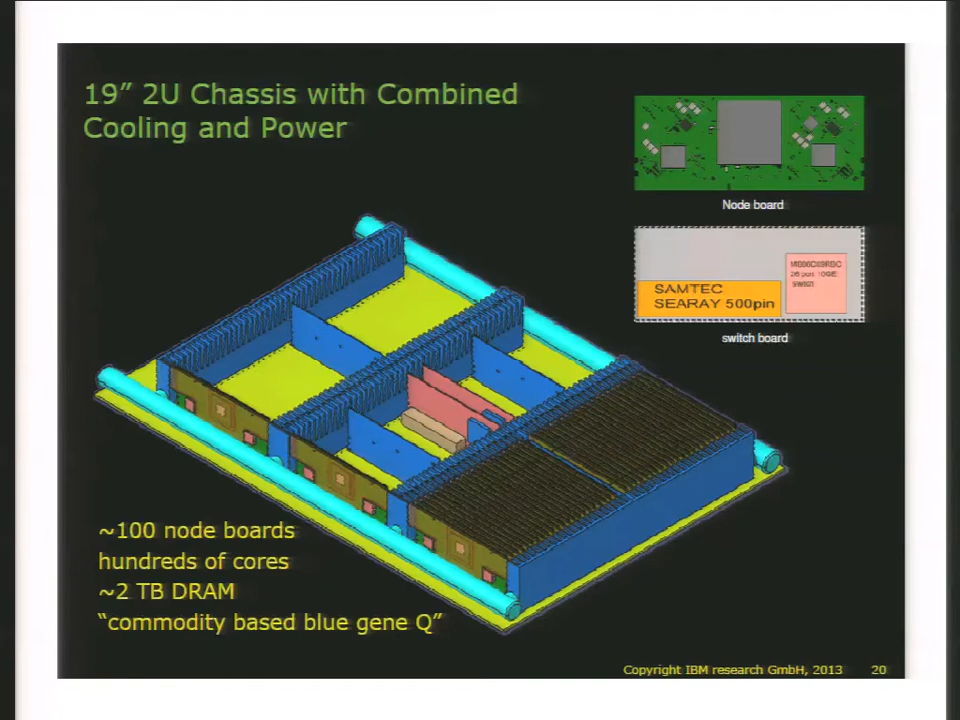 19” 2U Chassis with Combined
Cooling and Power
Node board
SAMTEC
SEARAY 500pin
switch
switch board
~100 node boards
hundreds of cores
~2 TB DRAM
“commodity based blue gene Q”
Copyright IBM research GmbH, 2013
20